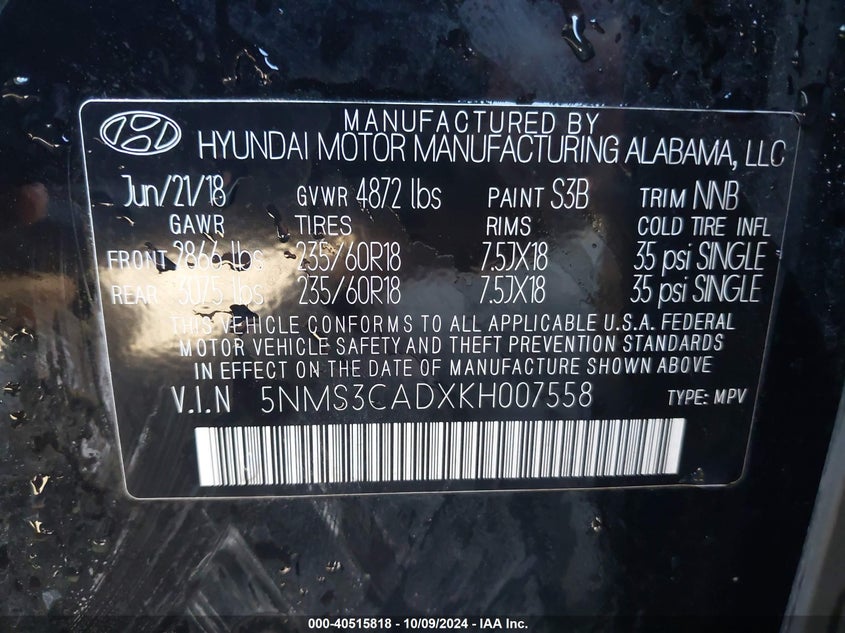 MANUFACTURED BY
HYUNDAI MOTOR MANUFACTURING ALABAMA, LLC
Jun/21/18 GVWR 4872 lbs PAINT S3B TRIM NNB
GAWR TIRES RIMS COLD TIRE INFL
FRONT 2866 lbs 235/60R18 7.5JX18 35 psi SINGLE
REAR 3075 lbs 235/60R18 7.5JX18 35 psi SINGLE
THIS VEHICLE CONFORMS TO ALL APPLICABLE U.S.A. FEDERAL
MOTOR VEHICLE SAFETY AND THEFT PREVENTION STANDARDS
IN EFFECT ON THE DATE OF MANUFACTURE SHOWN ABOVE
V.I.N 5NMS3CADXKH007558 TYPE: MPV
000-40515818 - 10/09/2024 - IAA Inc.